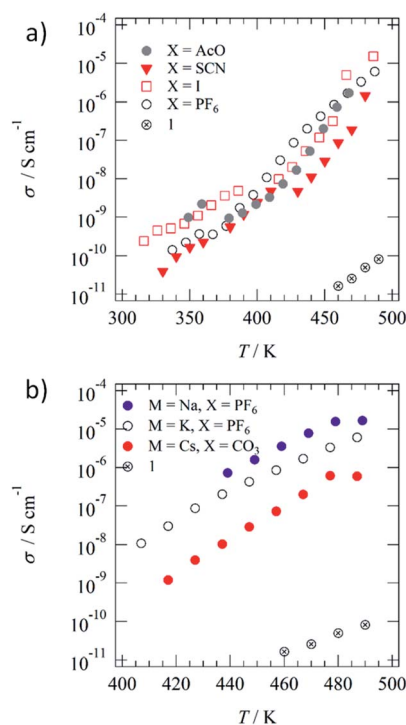 a)
X = AcO
X = SCN
X = I
X = PF6
1
10-4
10-5
10-6
10-7
10-8
10-9
10-10
10-11
σ / S cm-1
300 350 400 450 500
T / K
b)
M = Na, X = PF6
M = K, X = PF6
M = Cs, X = CO3
1
10-4
10-5
10-6
10-7
10-8
10-9
10-10
10-11
σ / S cm-1
400 420 440 460 480 500
T / K